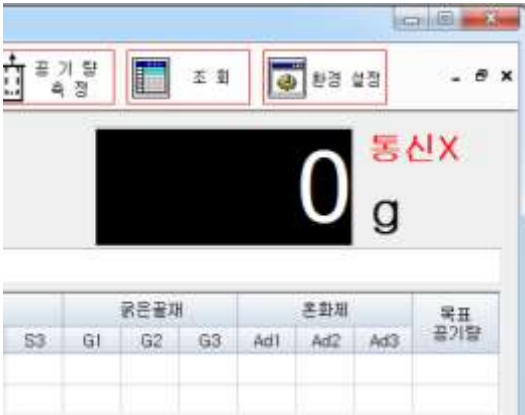 공 기 량
측 정
조 회
환경 설정
통신X
0
g
굵은골재
혼화제
목표
공기량
S3 G1 G2 G3 Ad1 Ad2 Ad3